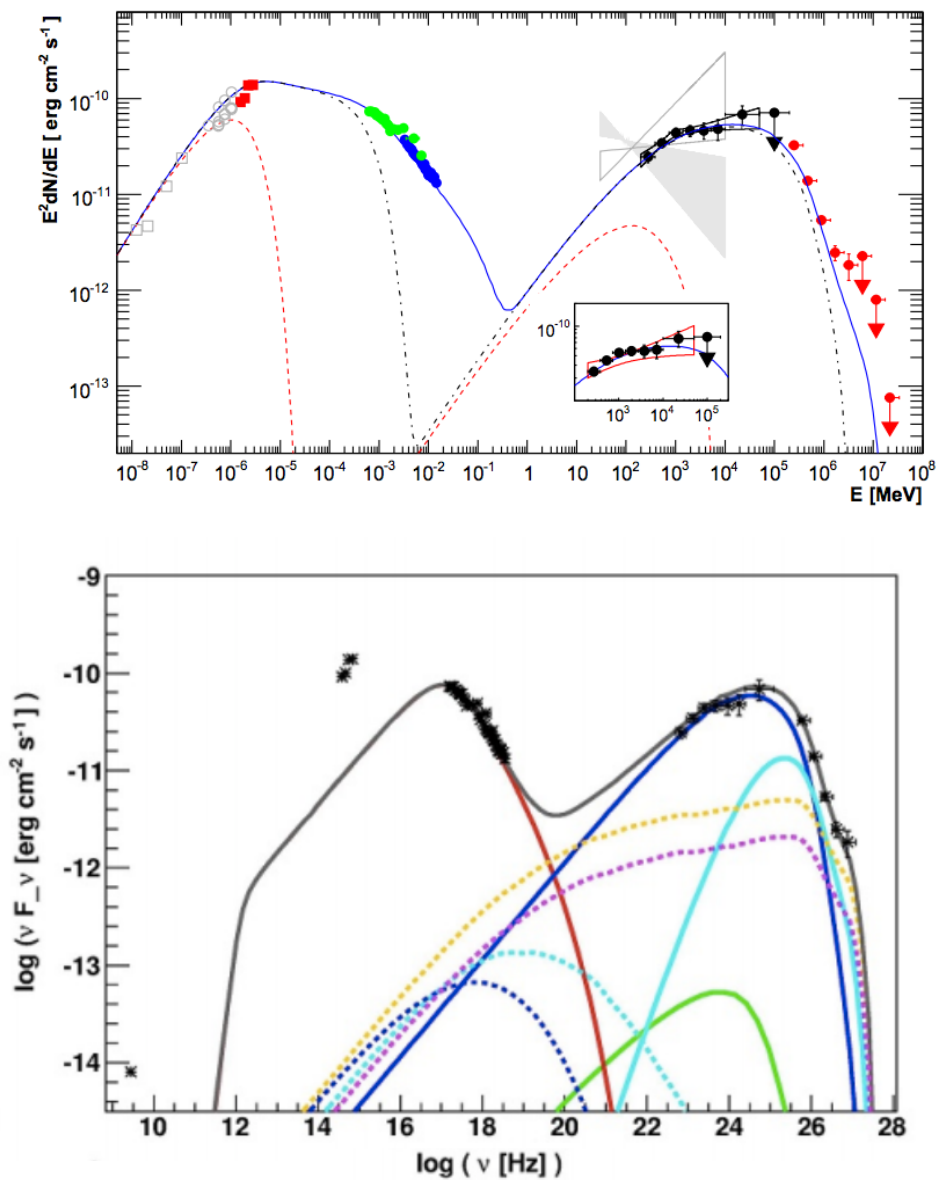 E²dN/dE [ erg cm⁻² s⁻¹ ]
10⁻¹⁰
10⁻¹¹
10⁻¹²
10⁻¹³
10⁻¹⁰
10³ 10⁴ 10⁵
10⁻⁸ 10⁻⁷ 10⁻⁶ 10⁻⁵ 10⁻⁴ 10⁻³ 10⁻² 10⁻¹ 1 10 10² 10³ 10⁴ 10⁵ 10⁶ 10⁷ 10⁸
E [MeV]
log (ν F_ν [erg cm⁻² s⁻¹] )
-9
-10
-11
-12
-13
-14
10 12 14 16 18 20 22 24 26 28
log ( ν [Hz] )